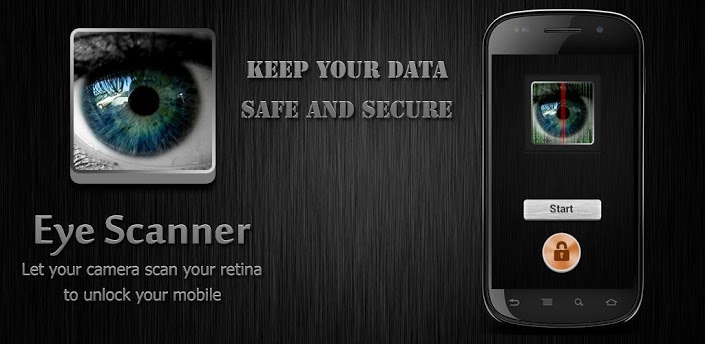 KEEP YOUR DATA
SAFE AND SECURE
Eye Scanner
Let your camera scan your retina
to unlock your mobile
Start